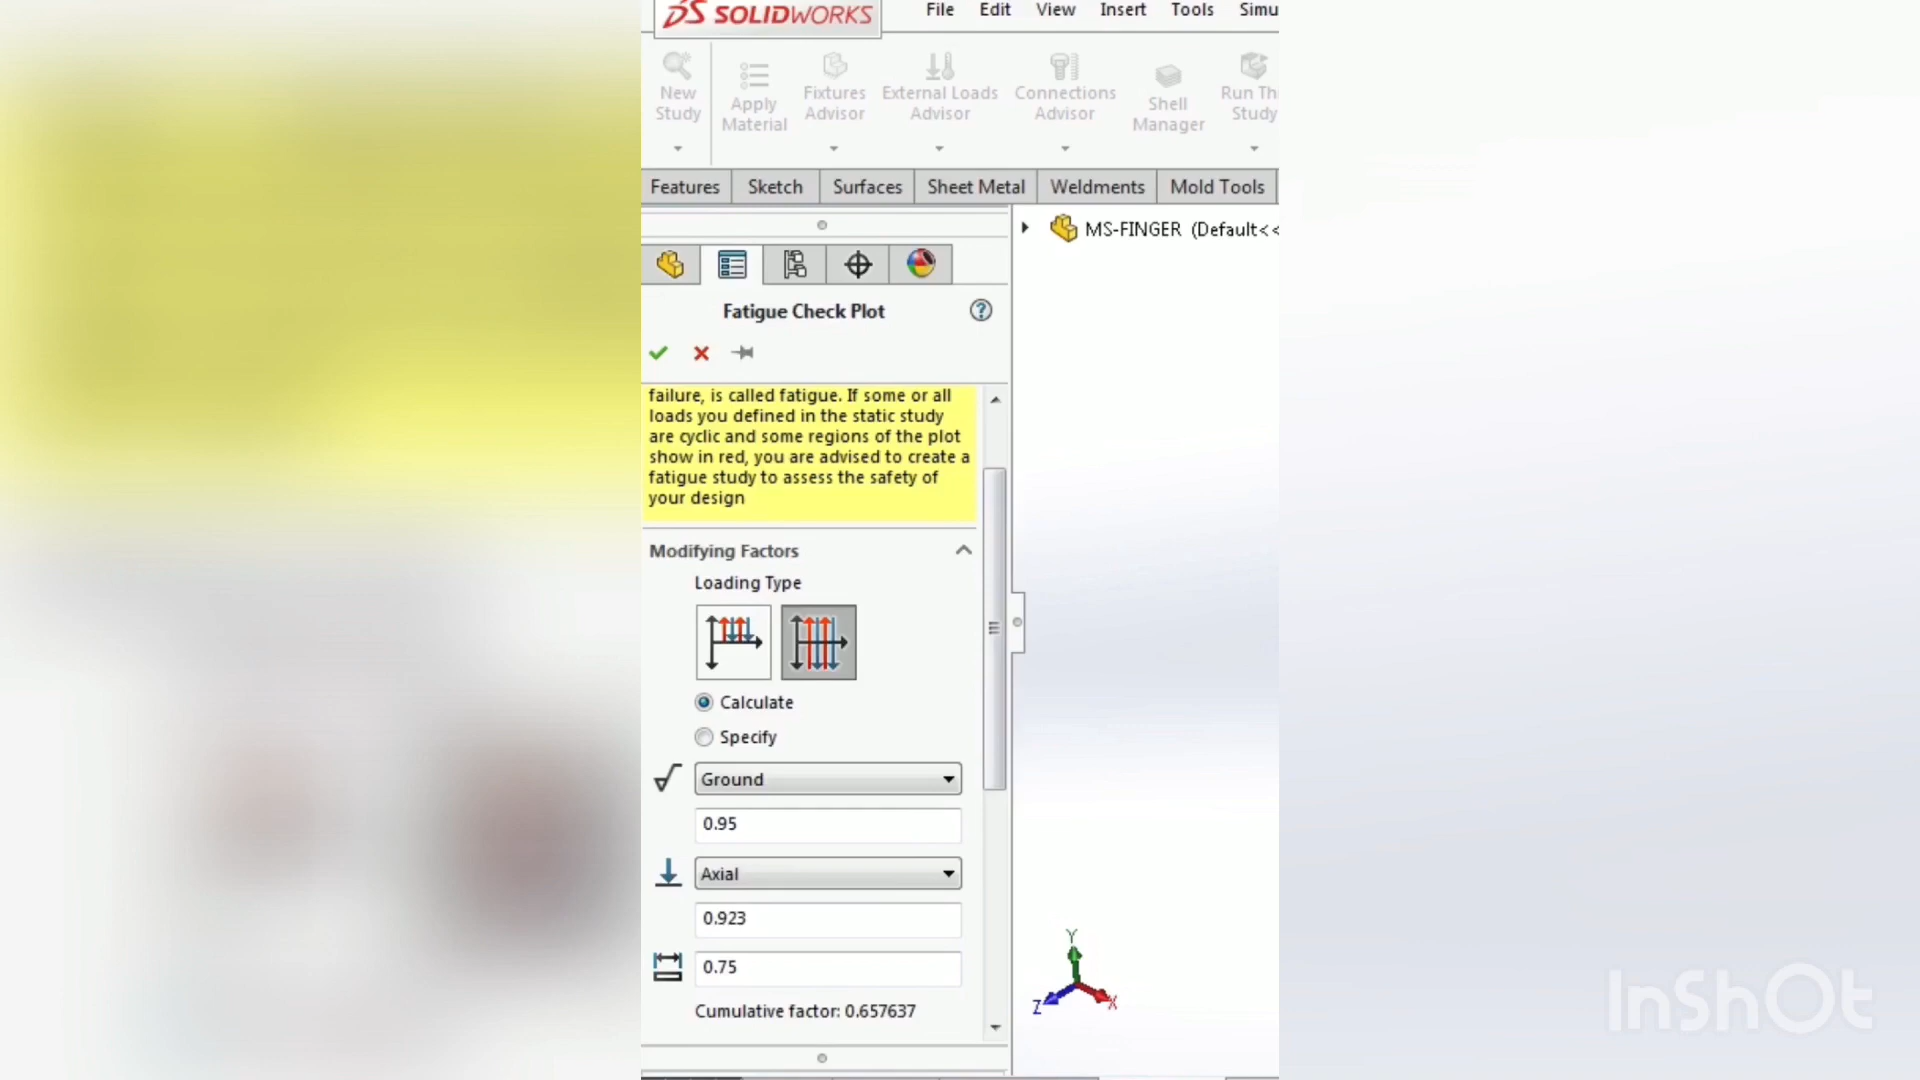 SOLIDWORKS
File Edit View Insert Tools Simu
New Study
Apply Material
Fixtures Advisor
External Loads Advisor
Connections Advisor
Shell Manager
Run Thi Study
Features Sketch Surfaces Sheet Metal Weldments Mold Tools
MS-FINGER (Default<<
Fatigue Check Plot
failure, is called fatigue. If some or all
loads you defined in the static study
are cyclic and some regions of the plot
show in red, you are advised to create a
fatigue study to assess the safety of
your design
Modifying Factors
Loading Type
Calculate
Specify
Ground
0.95
Axial
0.923
0.75
Cumulative factor: 0.657637
Y
Z
X
InShOt